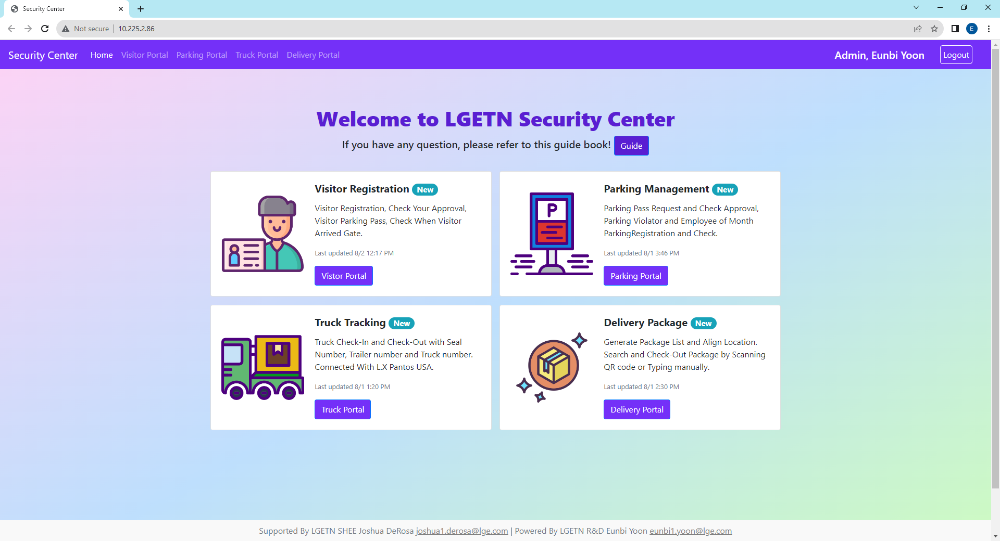 Security Center
Not secure
10.225.2.86
E
Security Center Home Visitor Portal Parking Portal Truck Portal Delivery Portal Admin, Eunbi Yoon Logout
Welcome to LGETN Security Center
If you have any question, please refer to this guide book! Guide
Visitor Registration New
Visitor Registration, Check Your Approval,
Visitor Parking Pass, Check When Visitor
Arrived Gate.
Last updated 8/2 12:17 PM
Vistor Portal
P
Parking Management New
Parking Pass Request and Check Approval,
Parking Violator and Employee of Month
ParkingRegistration and Check.
Last updated 8/1 3:46 PM
Parking Portal
Truck Tracking New
Truck Check-In and Check-Out with Seal
Number, Trailer number and Truck number.
Connected With L.X Pantos USA.
Last updated 8/1 1:20 PM
Truck Portal
Delivery Package New
Generate Package List and Align Location.
Search and Check-Out Package by Scanning
QR code or Typing manually.
Last updated 8/1 2:30 PM
Delivery Portal
Supported By LGETN SHEE Joshua DeRosa joshua1.derosa@lge.com | Powered By LGETN R&D Eunbi Yoon eunbi1.yoon@lge.com